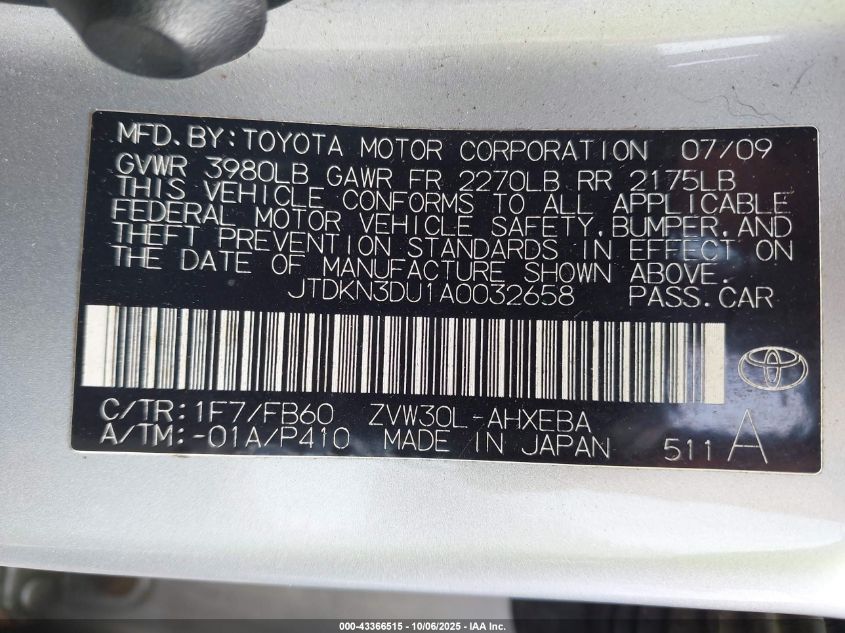 MFD. BY: TOYOTA MOTOR CORPORATION 07/09
GVWR 3980LB GAWR FR 2270LB RR 2175LB
THIS VEHICLE CONFORMS TO ALL APPLICABLE
FEDERAL MOTOR VEHICLE SAFETY, BUMPER, AND
THEFT PREVENTION STANDARDS IN EFFECT ON
THE DATE OF MANUFACTURE SHOWN ABOVE.
JTDKN3DU1A0032658 PASS.CAR
C/TR: 1F7/FB60 ZVW30L-AHXEBA
A/TM: -01A/P410 MADE IN JAPAN 511 A
000-43366515 - 10/06/2025 - IAA Inc.